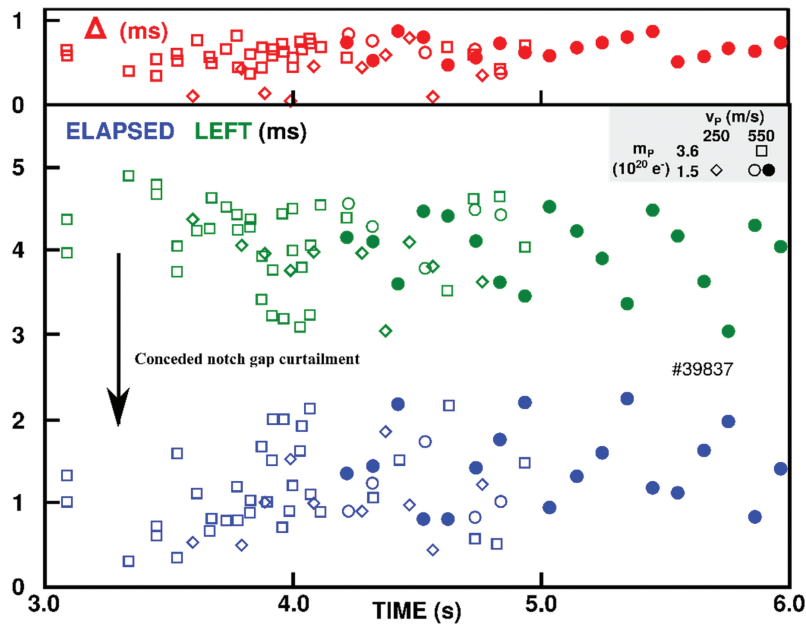 1
Δ (ms)
0
ELAPSED LEFT (ms)
v_P (m/s)
250 550
m_P 3.6
(10^20 e^-) 1.5
5
4
3
Conceded notch gap curtailment
#39837
2
1
0
3.0 4.0 5.0 6.0
TIME (s)